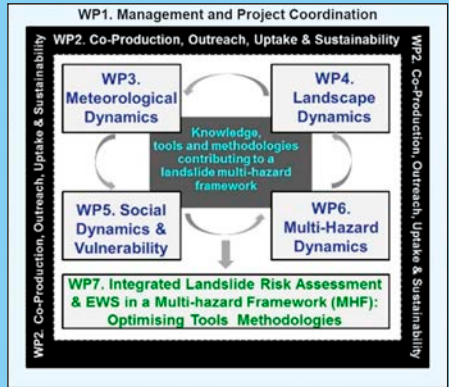 WP1. Management and Project Coordination
WP2. Co-Production, Outreach, Uptake & Sustainability
WP2. Co-Production, Outreach, Uptake & Sustainability
WP2. Co-Production, Outreach, Uptake & Sustainability
WP3.
Meteorological
Dynamics
WP4.
Landscape
Dynamics
Knowledge,
tools and methodologies
contributing to a
landslide multi-hazard
framework
WP5. Social
Dynamics &
Vulnerability
WP6.
Multi-Hazard
Dynamics
WP7. Integrated Landslide Risk Assessment
& EWS in a Multi-hazard Framework (MHF):
Optimising Tools Methodologies